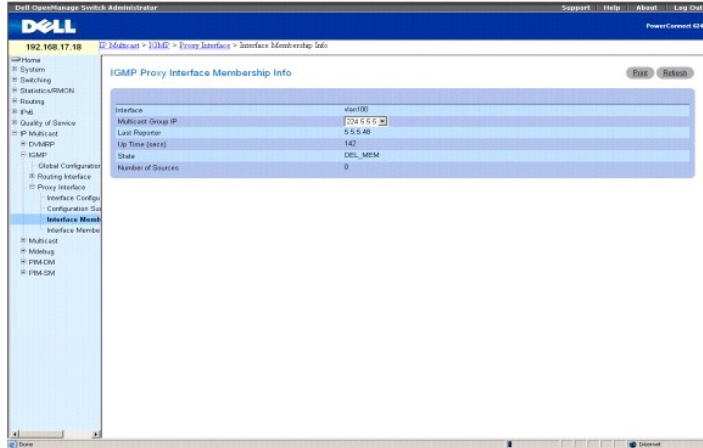 Dell OpenManage Switch Administrator
Support Help About Log Out
DELL
PowerConnect 624
192.168.17.18
IP Multicast > IGMP > Proxy Interface > Interface Membership Info
Home
System
Switching
Statistics/RMON
Routing
IPv6
Quality of Service
IP Multicast
DVMRP
IGMP
Global Configuration
Routing Interface
Proxy Interface
Interface Configu
Configuration Su
Interface Memb
Interface Membe
Multicast
Mdebug
PIM-DM
PIM-SM
IGMP Proxy Interface Membership Info
Print Refresh
Interface vlan100
Multicast Group IP 224.5.5.5
Last Reporter 5.5.5.48
Up Time (secs) 142
State DEL_MEM
Number of Sources 0
Done
Internet